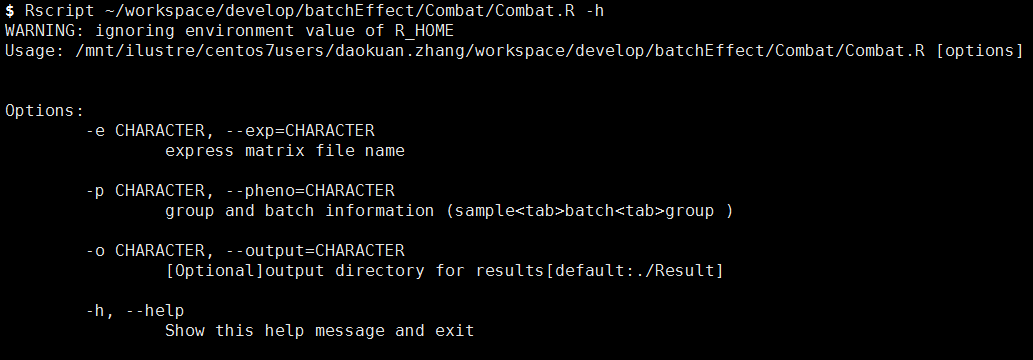 $ Rscript ~/workspace/develop/batchEffect/Combat/Combat.R -h
WARNING: ignoring environment value of R_HOME
Usage: /mnt/ilustre/centos7users/daokuan.zhang/workspace/develop/batchEffect/Combat/Combat.R [options]
Options:
-e CHARACTER, --exp=CHARACTER
express matrix file name
-p CHARACTER, --pheno=CHARACTER
group and batch information (sample<tab>batch<tab>group )
-o CHARACTER, --output=CHARACTER
[Optional]output directory for results[default:./Result]
-h, --help
Show this help message and exit